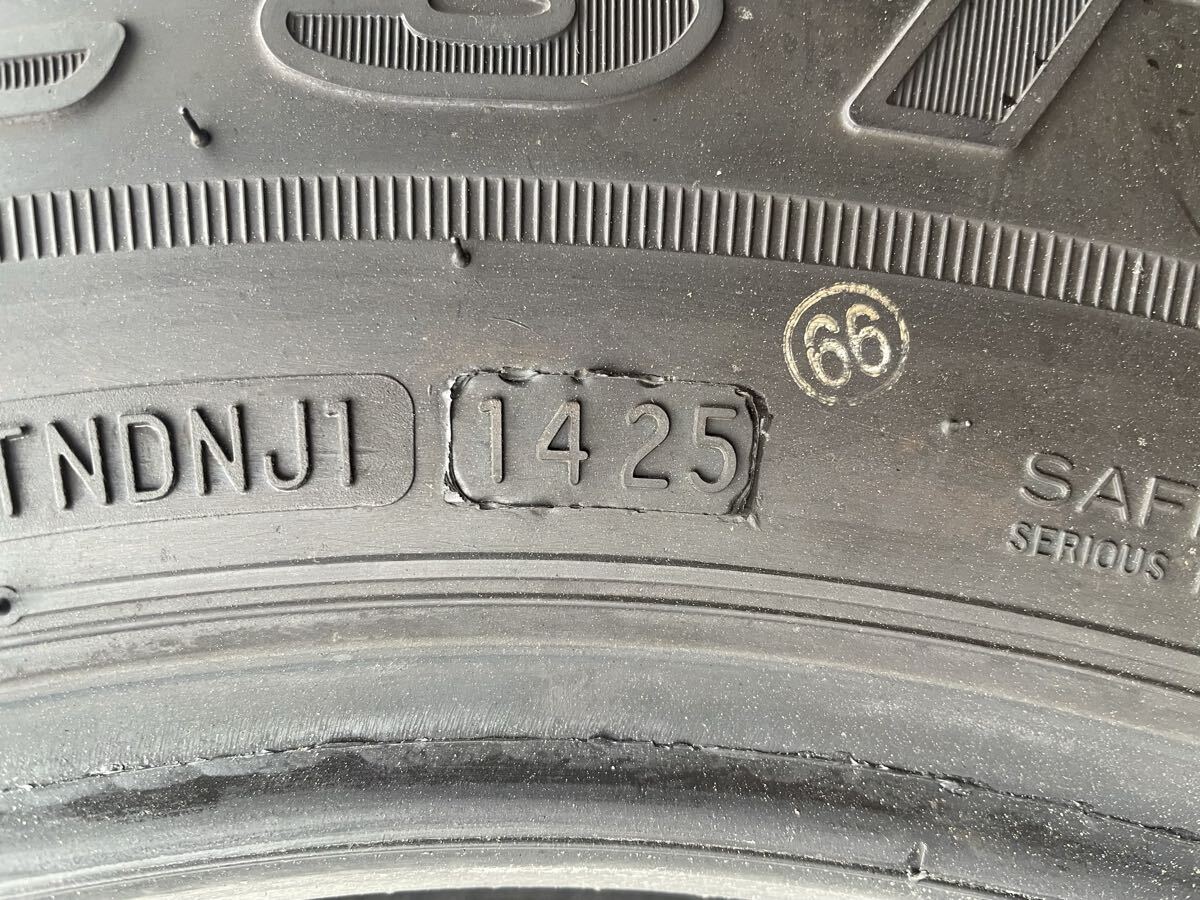 TNDNJ1
1425
66
SAF
SERIOUS